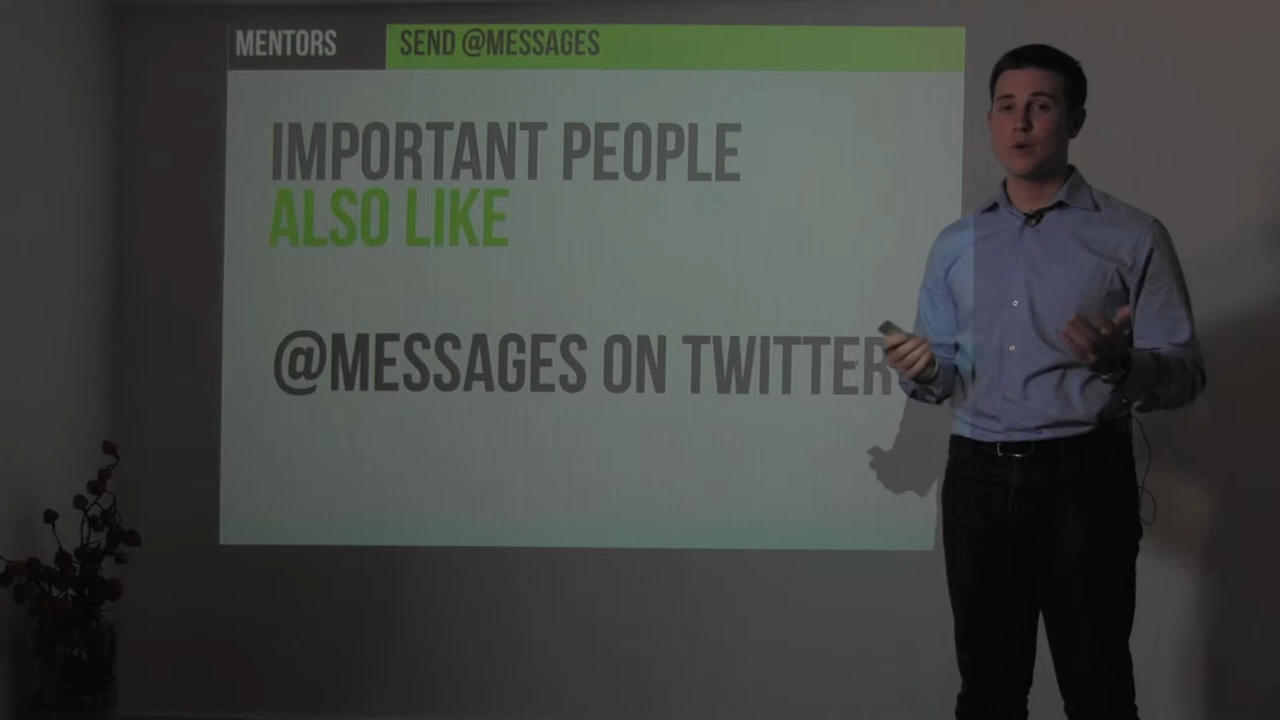 MENTORS
SEND @MESSAGES
IMPORTANT PEOPLE
ALSO LIKE
@MESSAGES ON TWITTER